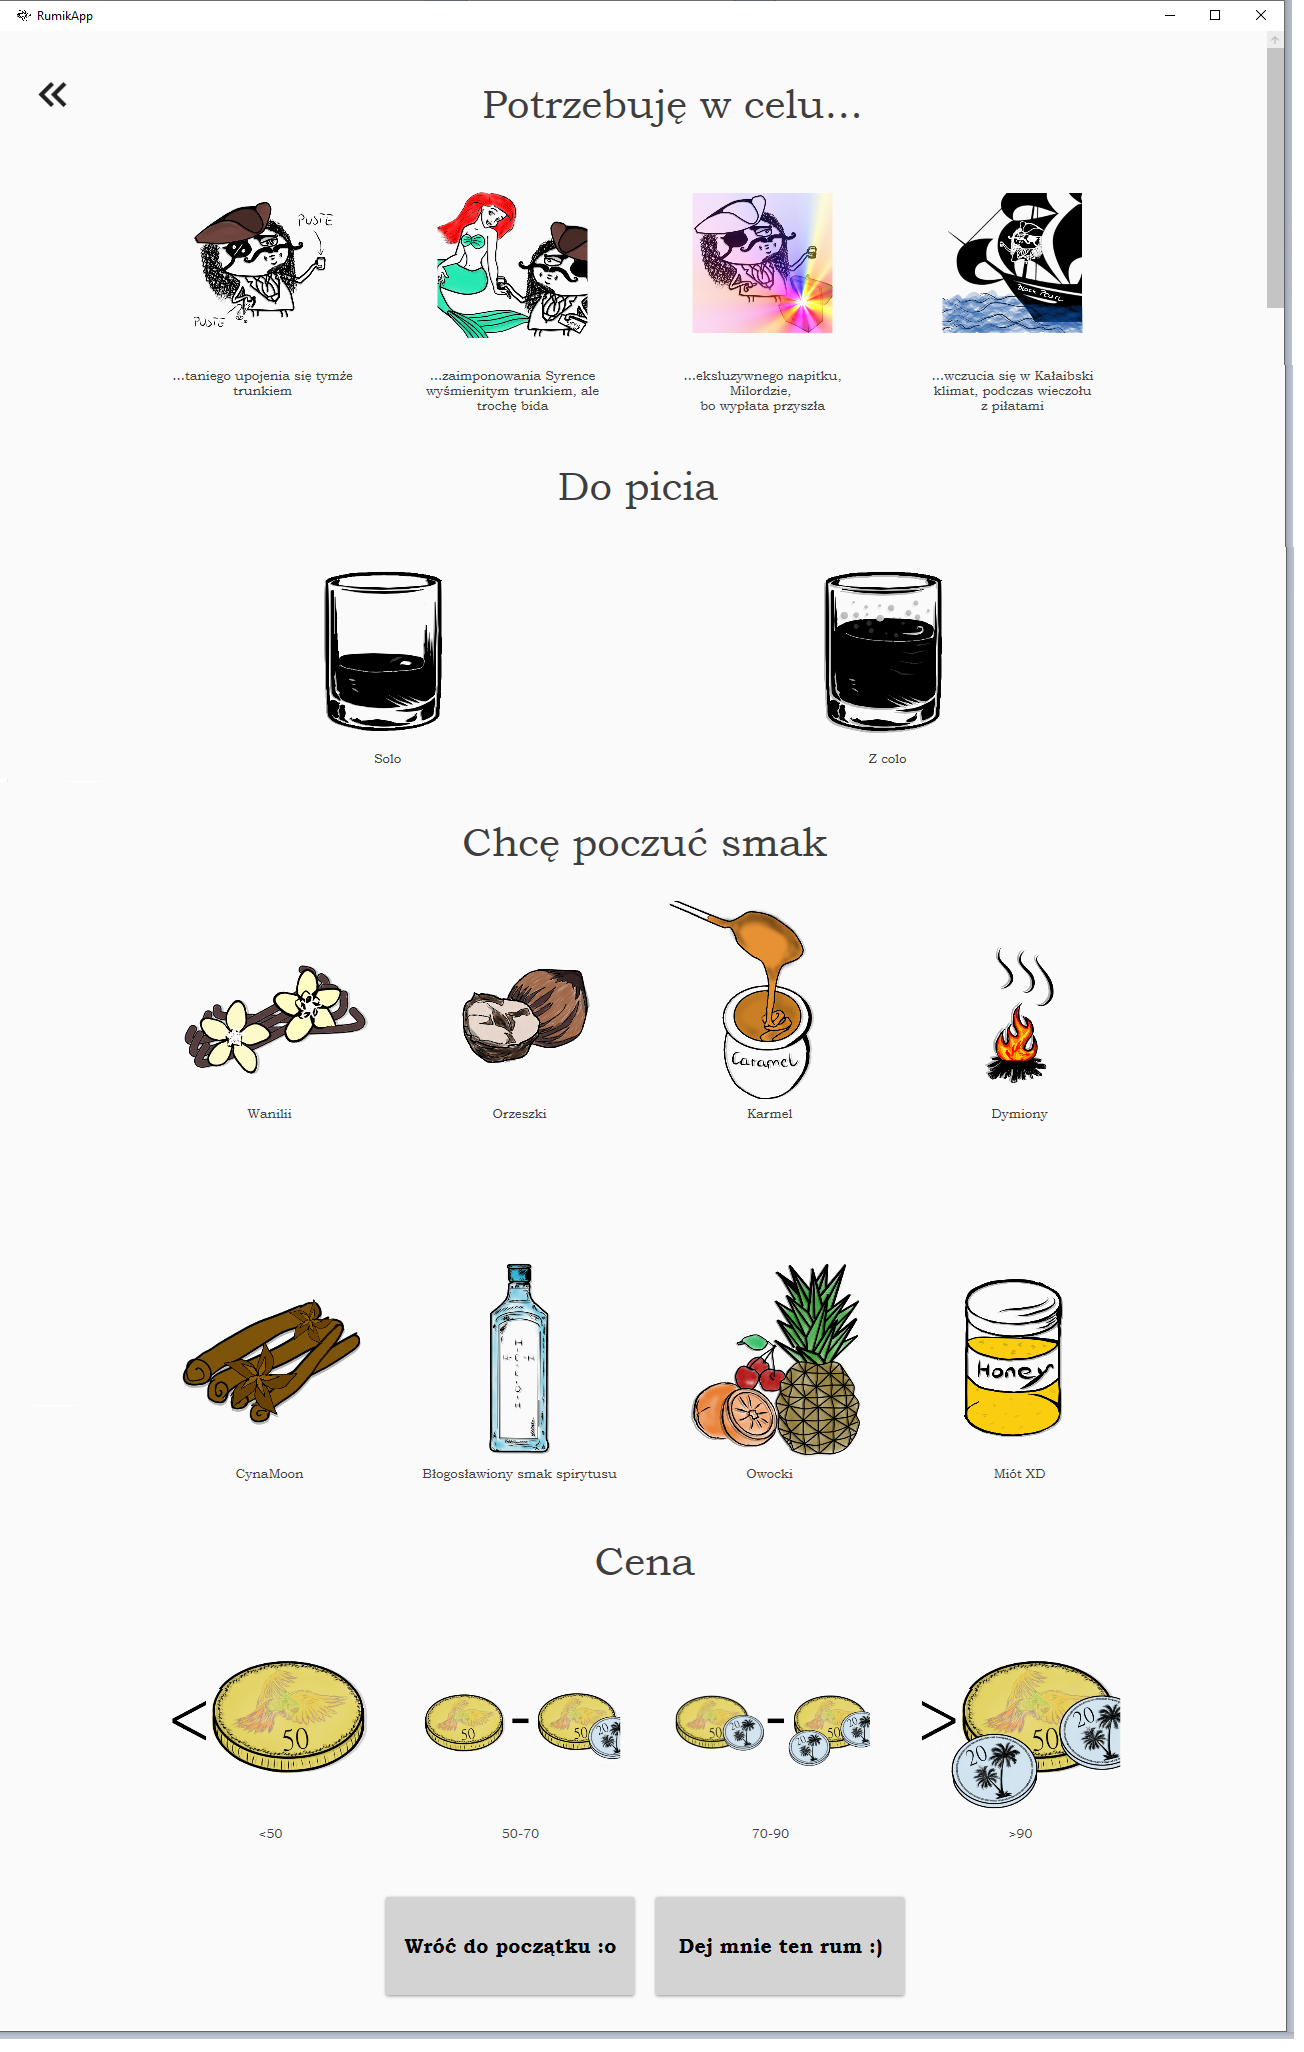 RumikApp
Potrzebuję w celu...
PUSTE
PUSTE
...taniego upojenia się tymże
trunkiem
...zaimponowania Syrence
wyśmienitym trunkiem, ale
trochę bida
...eksluzywnego napitku,
Milordzie,
bo wypłata przyszła
BLACK PEARL
...wczucia się w Kałaibski
klimat, podczas wieczołu
z piłatami
Do picia
Solo
Z colo
Chcę poczuć smak
Wanilii
Orzeszki
Caramel
Karmel
Dymiony
CynaMoon
Błogosławiony smak spirytusu
Owocki
Honey
Miót XD
Cena
< 50
50 - 50 20
50 20 - 20 50 20
> 20 50 20
<50
50-70
70-90
>90
Wróć do początku :o
Dej mnie ten rum :)